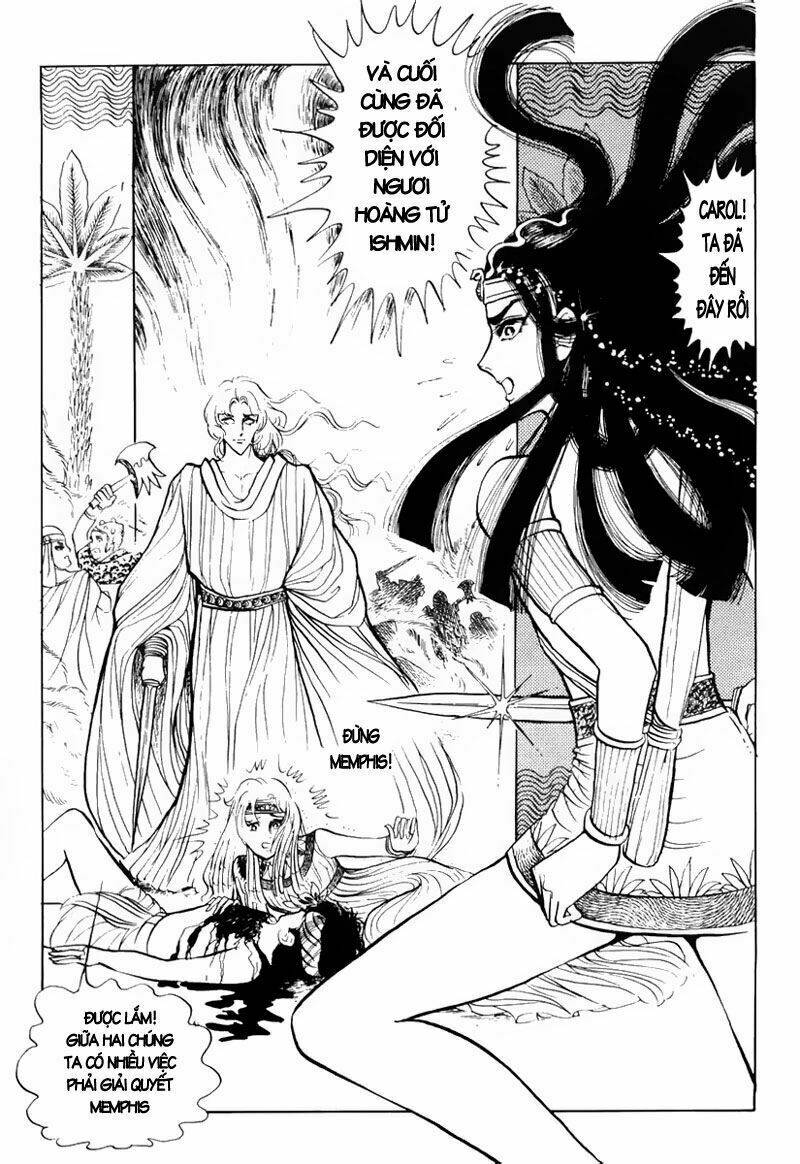 CAROL!
TA ĐÃ
ĐẾN
ĐÂY RỒI
VÀ CUỐI
CÙNG ĐÃ
ĐƯỢC ĐỐI
DIỆN VỚI
NGƯƠI
HOÀNG TỬ
ISHMIN!
ĐỪNG
MEMPHIS!
ĐƯỢC LẮM!
GIỮA HAI CHÚNG
TA CÓ NHIỀU VIỆC
PHẢI GIẢI QUYẾT
MEMPHIS